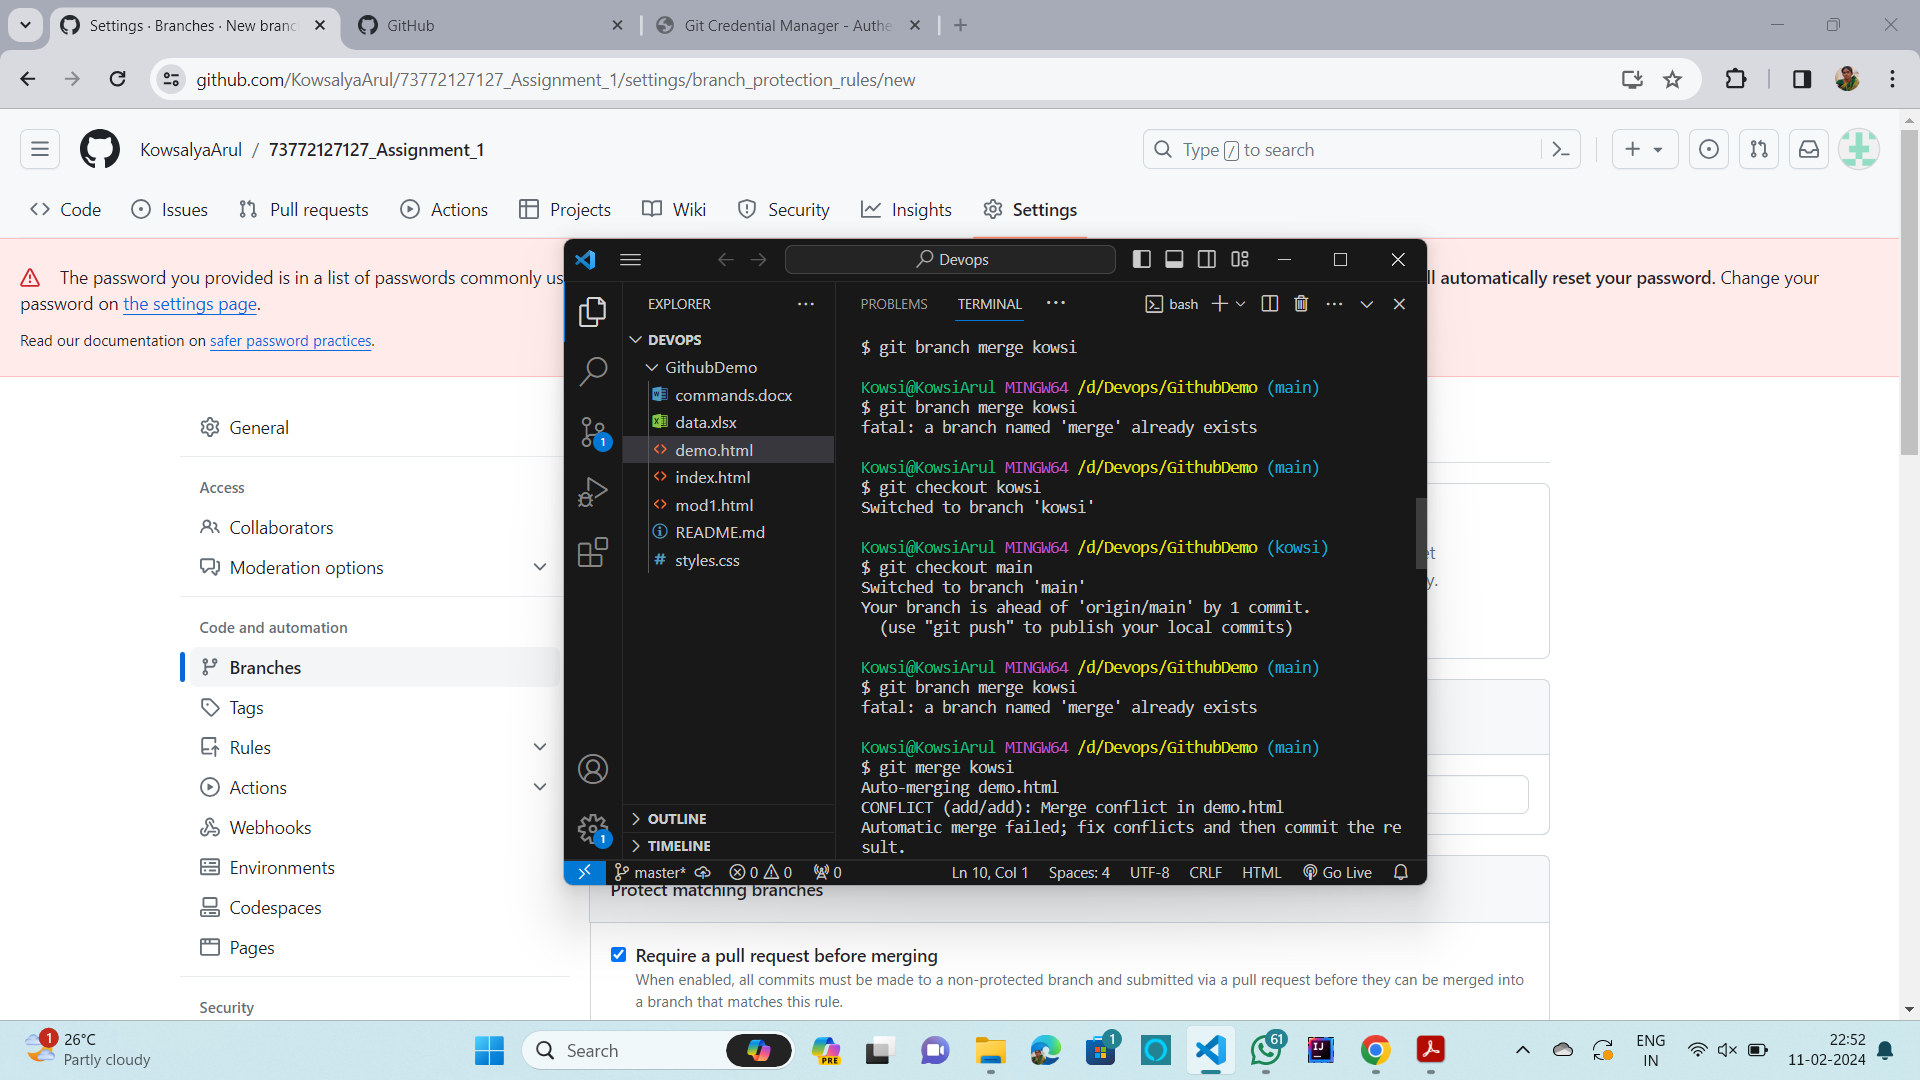 Settings · Branches · New branc
GitHub
Git Credential Manager - Authe
github.com/KowsalyaArul/73772127127_Assignment_1/settings/branch_protection_rules/new
KowsalyaArul / 73772127127_Assignment_1
Type / to search
Code
Issues
Pull requests
Actions
Projects
Wiki
Security
Insights
Settings
The password you provided is in a list of passwords commonly us
ll automatically reset your password. Change your
password on the settings page.
Read our documentation on safer password practices.
General
Access
Collaborators
Moderation options
Code and automation
Branches
Tags
Rules
Actions
Webhooks
Environments
Codespaces
Pages
Security
Devops
EXPLORER
DEVOPS
GithubDemo
commands.docx
data.xlsx
demo.html
index.html
mod1.html
README.md
styles.css
OUTLINE
TIMELINE
1
1
PROBLEMS
TERMINAL
bash
$ git branch merge kowsi
Kowsi@KowsiArul MINGW64 /d/Devops/GithubDemo (main)
$ git branch merge kowsi
fatal: a branch named 'merge' already exists
Kowsi@KowsiArul MINGW64 /d/Devops/GithubDemo (main)
$ git checkout kowsi
Switched to branch 'kowsi'
Kowsi@KowsiArul MINGW64 /d/Devops/GithubDemo (kowsi)
$ git checkout main
Switched to branch 'main'
Your branch is ahead of 'origin/main' by 1 commit.
(use "git push" to publish your local commits)
Kowsi@KowsiArul MINGW64 /d/Devops/GithubDemo (main)
$ git branch merge kowsi
fatal: a branch named 'merge' already exists
Kowsi@KowsiArul MINGW64 /d/Devops/GithubDemo (main)
$ git merge kowsi
Auto-merging demo.html
CONFLICT (add/add): Merge conflict in demo.html
Automatic merge failed; fix conflicts and then commit the re
sult.
master*
0
0
0
Ln 10, Col 1
Spaces: 4
UTF-8
CRLF
HTML
Go Live
et
y.
Protect matching branches
Require a pull request before merging
When enabled, all commits must be made to a non-protected branch and submitted via a pull request before they can be merged into
a branch that matches this rule.
1
26°C
Partly cloudy
Search
PRE
1
61
IJ
ENG
IN
22:52
11-02-2024